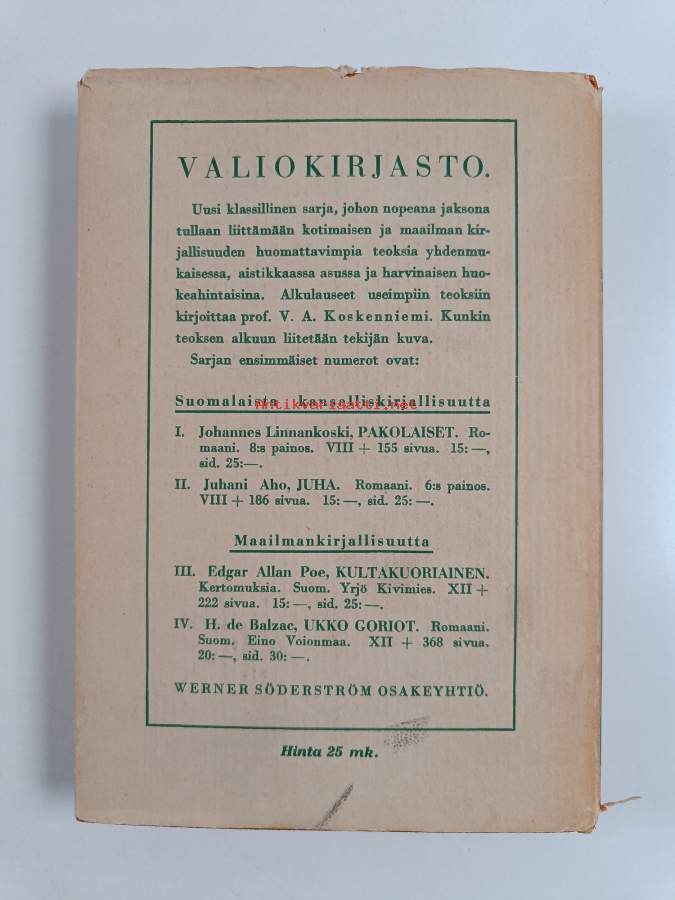 VALIOKIRJASTO.
Uusi klassillinen sarja, johon nopeana jaksona
tullaan liittämään kotimaisen ja maailman kir-
jallisuuden huomattavimpia teoksia yhdenmu-
kaisessa, aistikkaassa asussa ja harvinaisen huo-
keahintaisina. Alkulauseet useimpiin teoksiin
kirjoittaa prof. V. A. Koskenniemi. Kunkin
teoksen alkuun liitetään tekijän kuva.
Sarjan ensimmäiset numerot ovat:
Suomalaista kansalliskirjallisuutta
Antikvariaatti.net
I. Johannes Linnankoski, PAKOLAISET. Ro-
maani. 8:s painos. VIII + 155 sivua. 15: —,
sid. 25:—.
II. Juhani Aho, JUHA. Romaani. 6:s painos.
VIII + 186 sivua. 15: —, sid. 25: —.
Maailmankirjallisuutta
III. Edgar Allan Poe, KULTAKUORIAINEN.
Kertomuksia. Suom. Yrjö Kivimies. XII +
222 sivua. 15: —, sid. 25: —.
IV. H. de Balzac, UKKO GORIOT. Romaani.
Suom. Eino Voionmaa. XII + 368 sivua.
20: —, sid. 30: —.
WERNER SÖDERSTRÖM OSAKEYHTIÖ.
Hinta 25 mk.